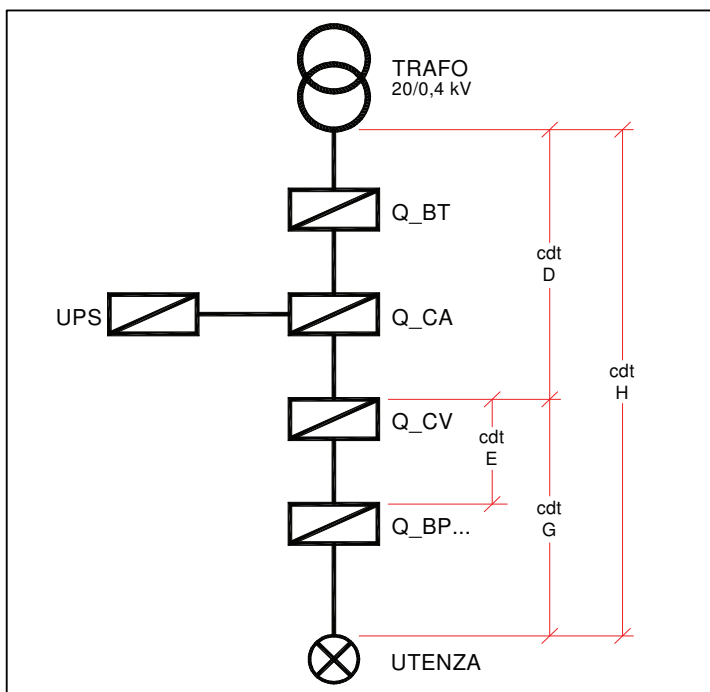 TRAFO
20/0,4 kV
Q_BT
cdt
D
UPS
Q_CA
cdt
H
Q_CV
cdt
E
Q_BP...
cdt
G
UTENZA